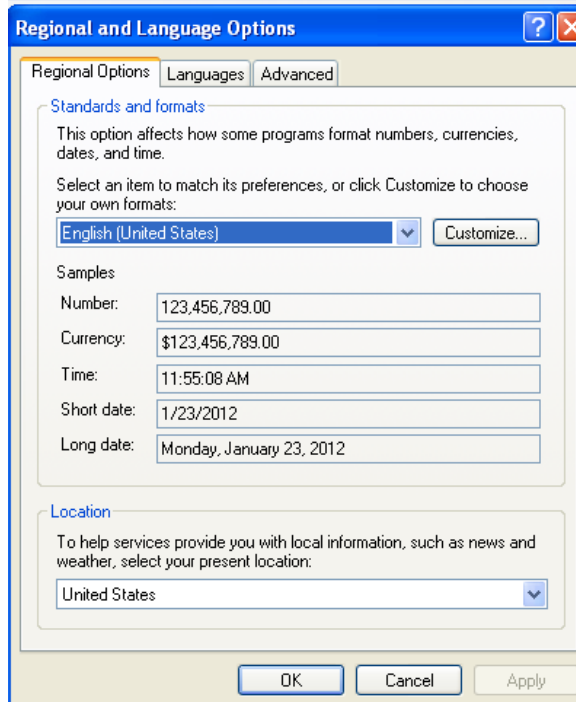 Regional and Language Options
Regional Options Languages Advanced
Standards and formats
This option affects how some programs format numbers, currencies,
dates, and time.
Select an item to match its preferences, or click Customize to choose
your own formats:
English (United States) Customize...
Samples
Number: 123,456,789.00
Currency: $123,456,789.00
Time: 11:55:08 AM
Short date: 1/23/2012
Long date: Monday, January 23, 2012
Location
To help services provide you with local information, such as news and
weather, select your present location:
United States
OK Cancel Apply